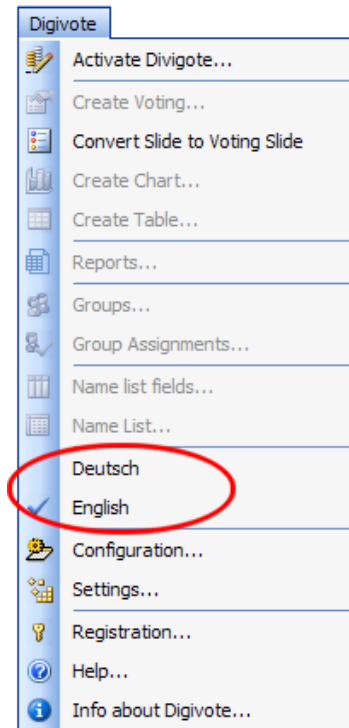 Digivote
Activate Divigote...
Create Voting...
Convert Slide to Voting Slide
Create Chart...
Create Table...
Reports...
Groups...
Group Assignments...
Name list fields...
Name List...
Deutsch
English
Configuration...
Settings...
Registration...
Help...
Info about Digivote...